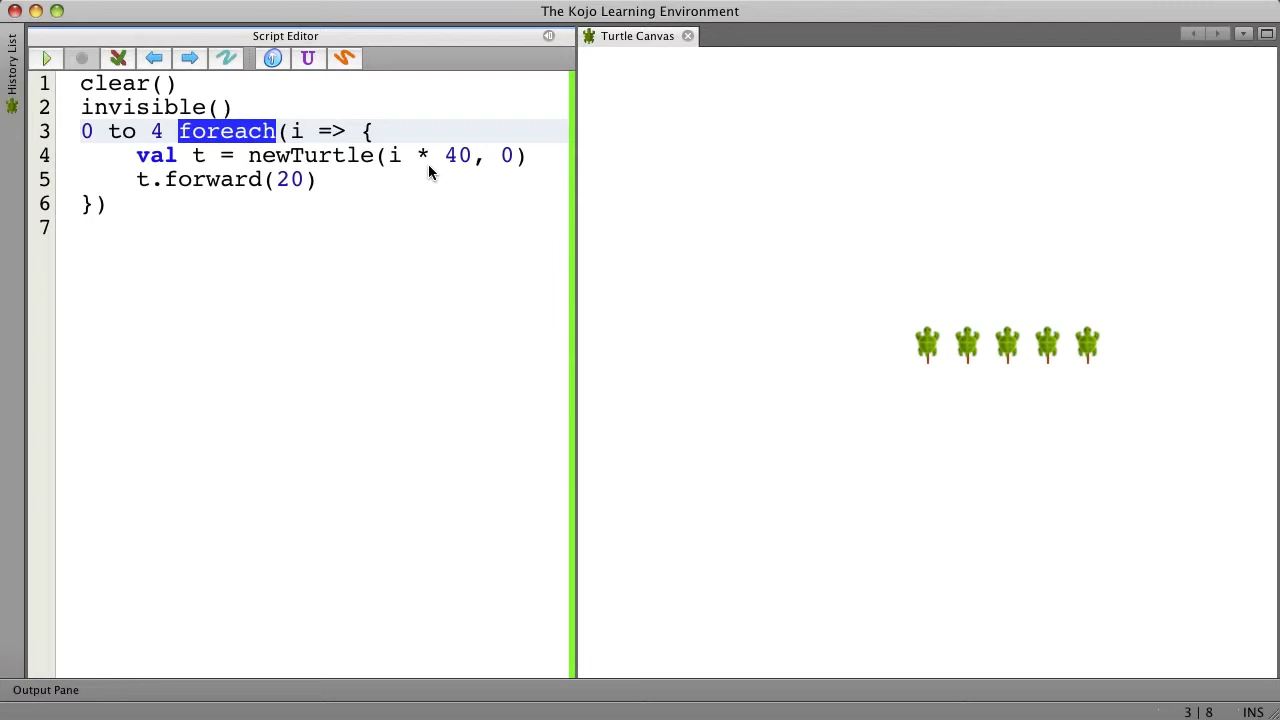 The Kojo Learning Environment
History List
Script Editor
Turtle Canvas
1 clear()
2 invisible()
3 0 to 4 foreach(i => {
4 val t = newTurtle(i * 40, 0)
5 t.forward(20)
6 })
7
Output Pane
3 | 8 INS